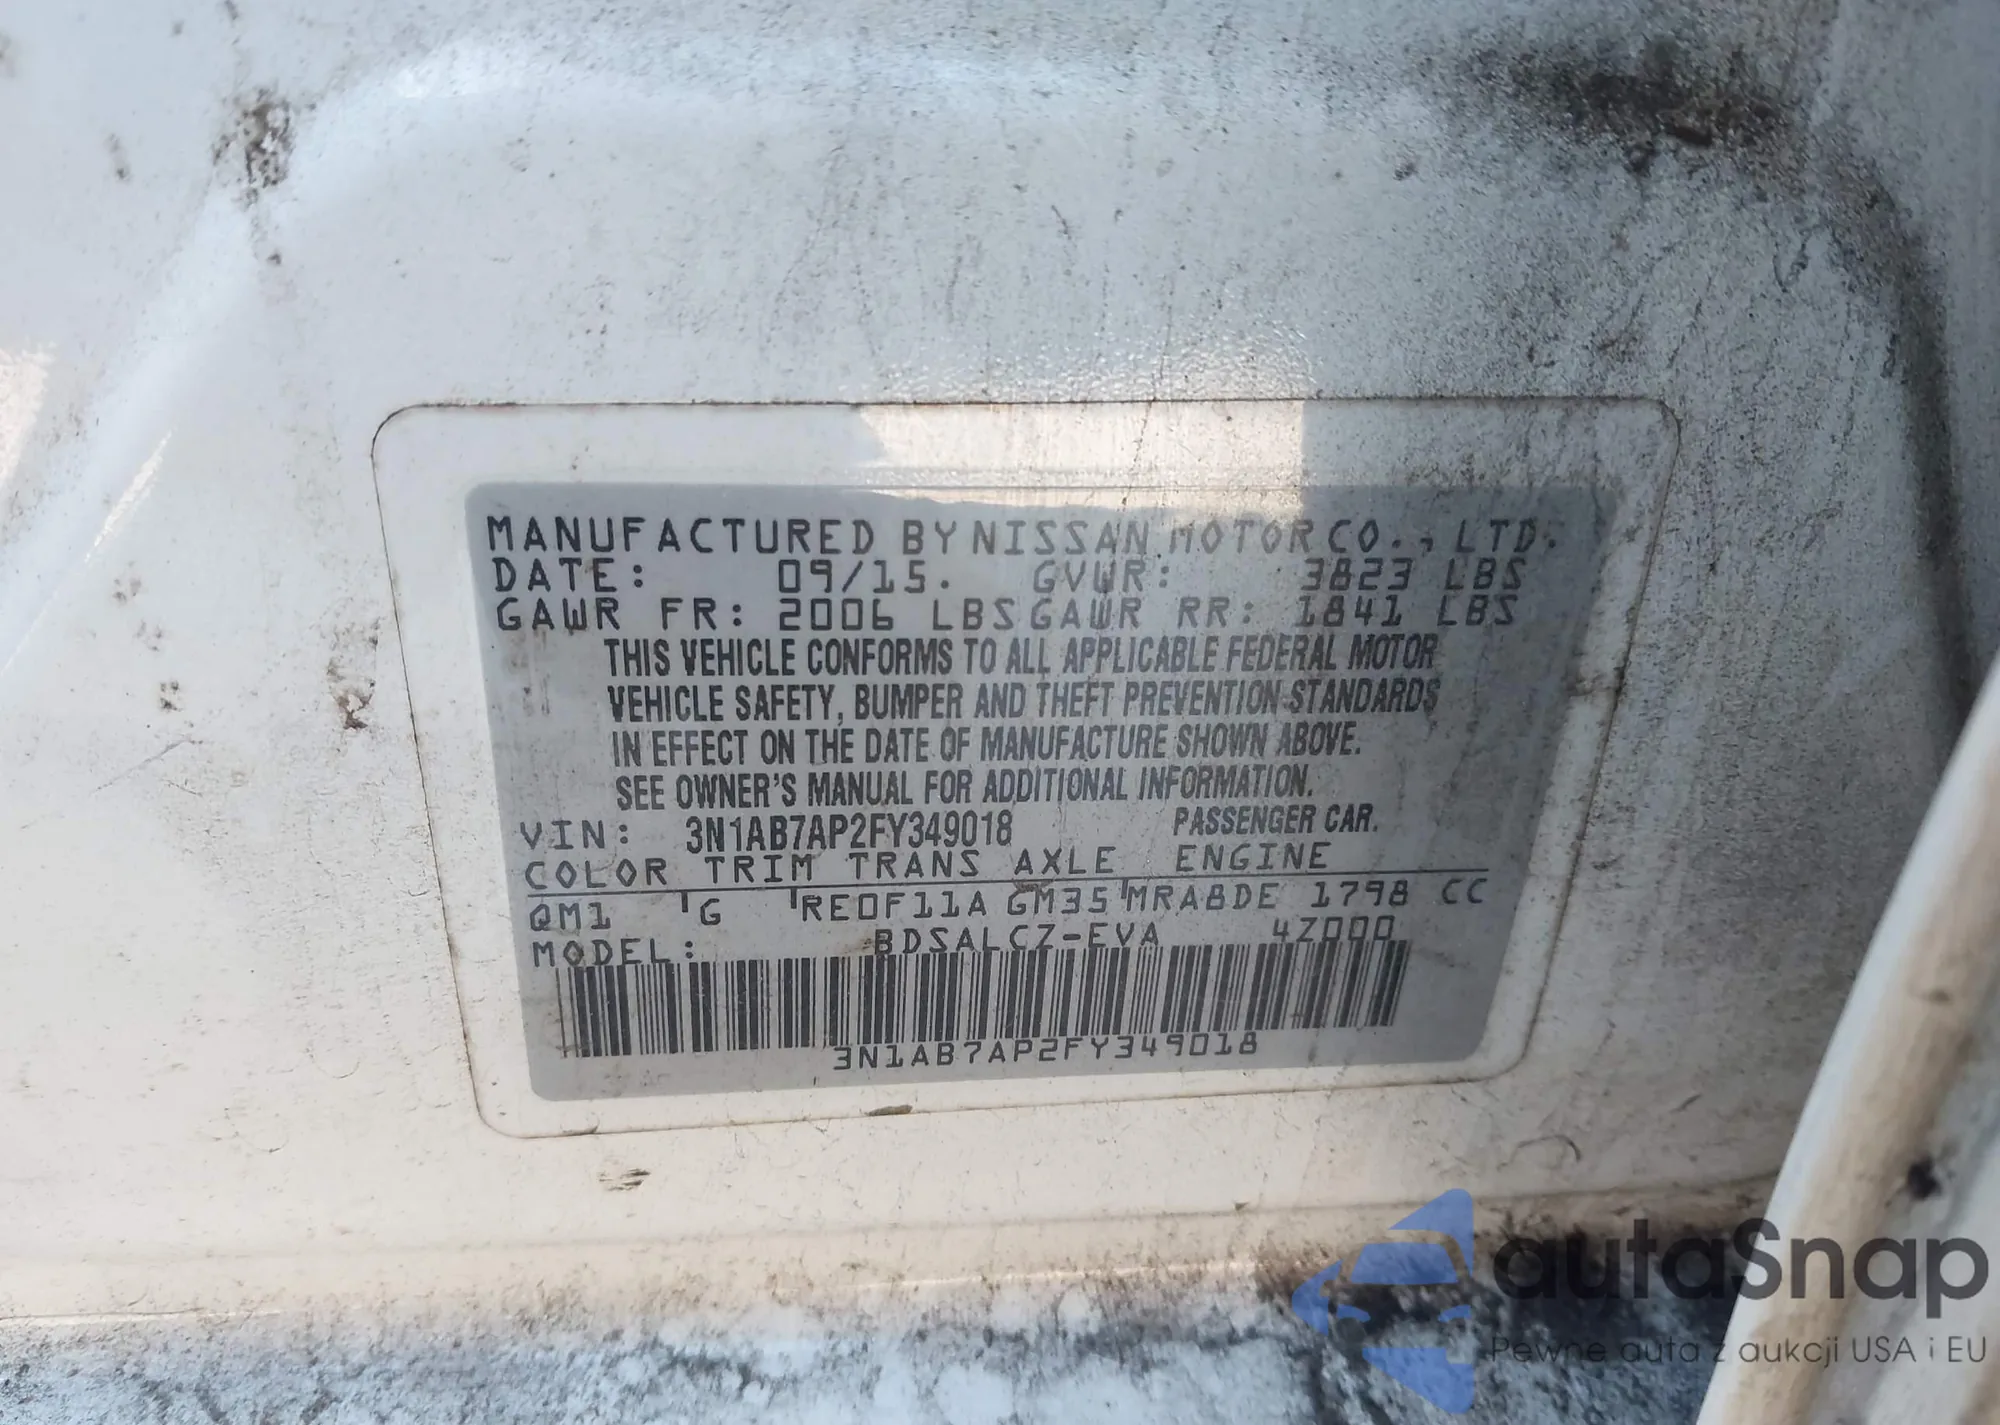 MANUFACTURED BY NISSAN MOTOR CO., LTD.
DATE: 09/15. GVWR: 3823 LBS
GAWR FR: 2006 LBS GAWR RR: 1841 LBS
THIS VEHICLE CONFORMS TO ALL APPLICABLE FEDERAL MOTOR
VEHICLE SAFETY, BUMPER AND THEFT PREVENTION STANDARDS
IN EFFECT ON THE DATE OF MANUFACTURE SHOWN ABOVE.
SEE OWNER'S MANUAL FOR ADDITIONAL INFORMATION.
VIN: 3N1AB7AP2FY349018 PASSENGER CAR.
COLOR TRIM TRANS AXLE ENGINE
QM1 G RE0F11A GM35 MRA8DE 1798 CC
MODEL: BDSALCZ-EVA 4Z000
3N1AB7AP2FY349018
autaSnap
Pewne auta z aukcji USA i EU